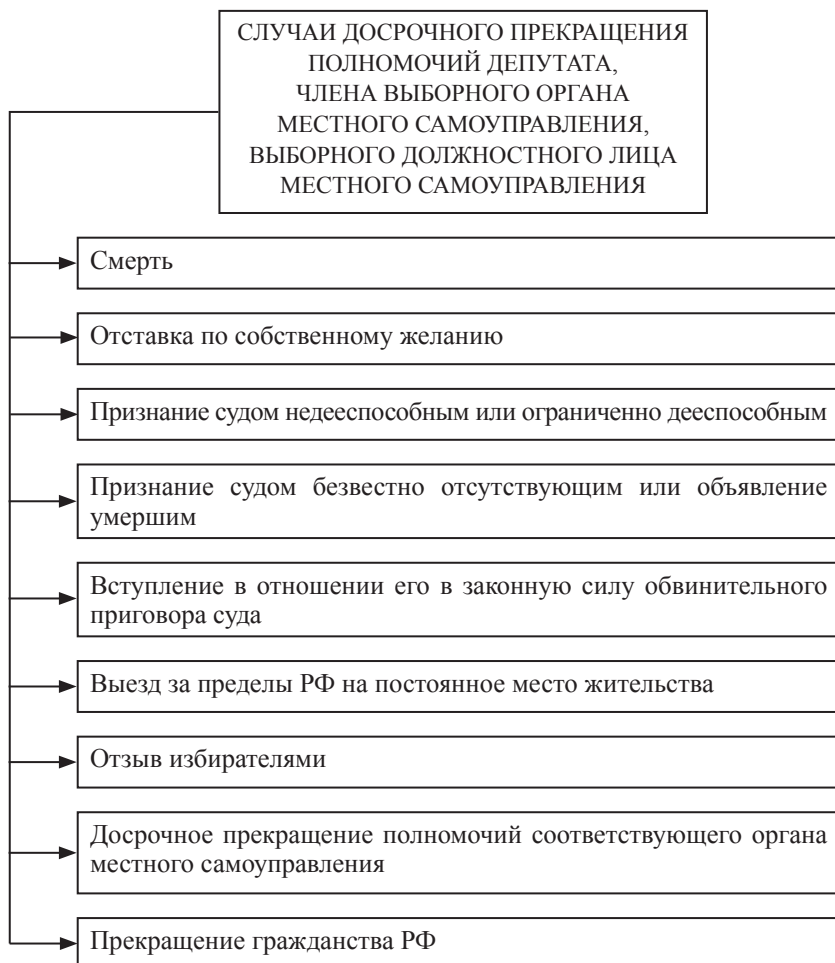 СЛУЧАИ ДОСРОЧНОГО ПРЕКРАЩЕНИЯ
ПОЛНОМОЧИЙ ДЕПУТАТА,
ЧЛЕНА ВЫБОРНОГО ОРГАНА
МЕСТНОГО САМОУПРАВЛЕНИЯ,
ВЫБОРНОГО ДОЛЖНОСТНОГО ЛИЦА
МЕСТНОГО САМОУПРАВЛЕНИЯ
Смерть
Отставка по собственному желанию
Признание судом недееспособным или ограниченно дееспособным
Признание судом безвестно отсутствующим или объявление
умершим
Вступление в отношении его в законную силу обвинительного
приговора суда
Выезд за пределы РФ на постоянное место жительства
Отзыв избирателями
Досрочное прекращение полномочий соответствующего органа
местного самоуправления
Прекращение гражданства РФ